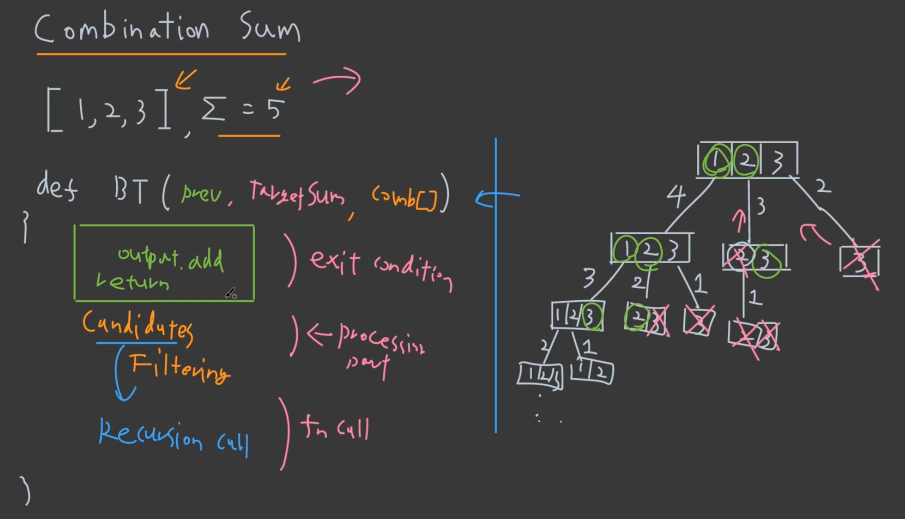 Combination Sum
[1,2,3], Σ = 5
def BT (prev, TargetSum, Comb[])
{
output.add
return
exit condition
Candidates
Filtering
← processing
part
Recursion call
fn call
)
1 2 3
4 3 2
1 2 3
2 3
3
3 2 1 1
1 2 3
2 3
3
2 3
2 1
1 2 3
1 2